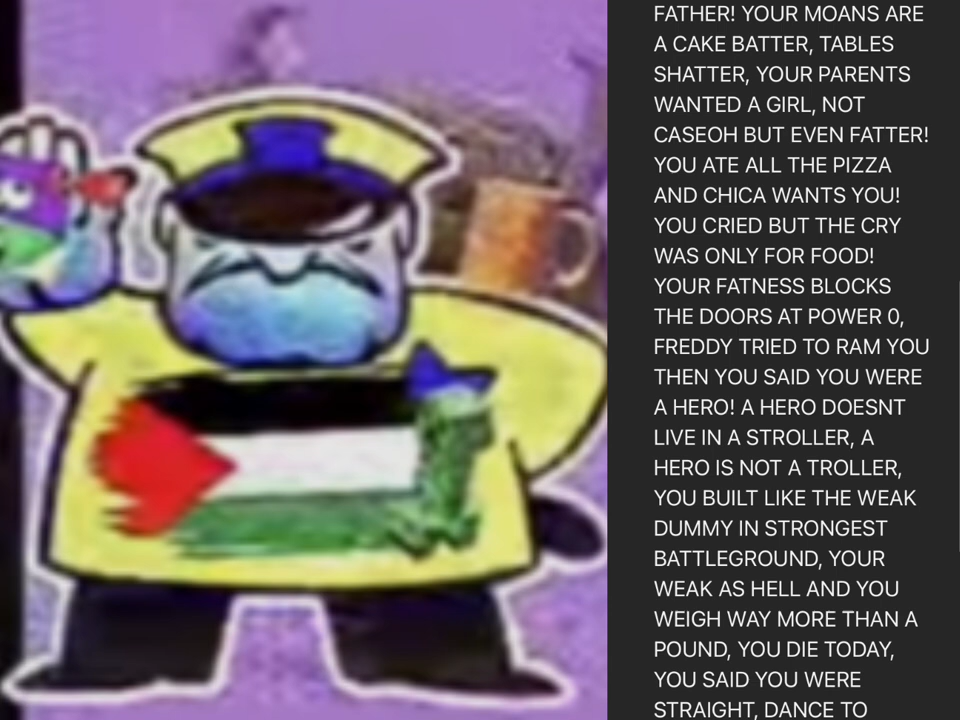 FATHER! YOUR MOANS ARE
A CAKE BATTER, TABLES
SHATTER, YOUR PARENTS
WANTED A GIRL, NOT
CASEOH BUT EVEN FATTER!
YOU ATE ALL THE PIZZA
AND CHICA WANTS YOU!
YOU CRIED BUT THE CRY
WAS ONLY FOR FOOD!
YOUR FATNESS BLOCKS
THE DOORS AT POWER 0,
FREDDY TRIED TO RAM YOU
THEN YOU SAID YOU WERE
A HERO! A HERO DOESNT
LIVE IN A STROLLER, A
HERO IS NOT A TROLLER,
YOU BUILT LIKE THE WEAK
DUMMY IN STRONGEST
BATTLEGROUND, YOUR
WEAK AS HELL AND YOU
WEIGH WAY MORE THAN A
POUND, YOU DIE TODAY,
YOU SAID YOU WERE
STRAIGHT, DANCE TO